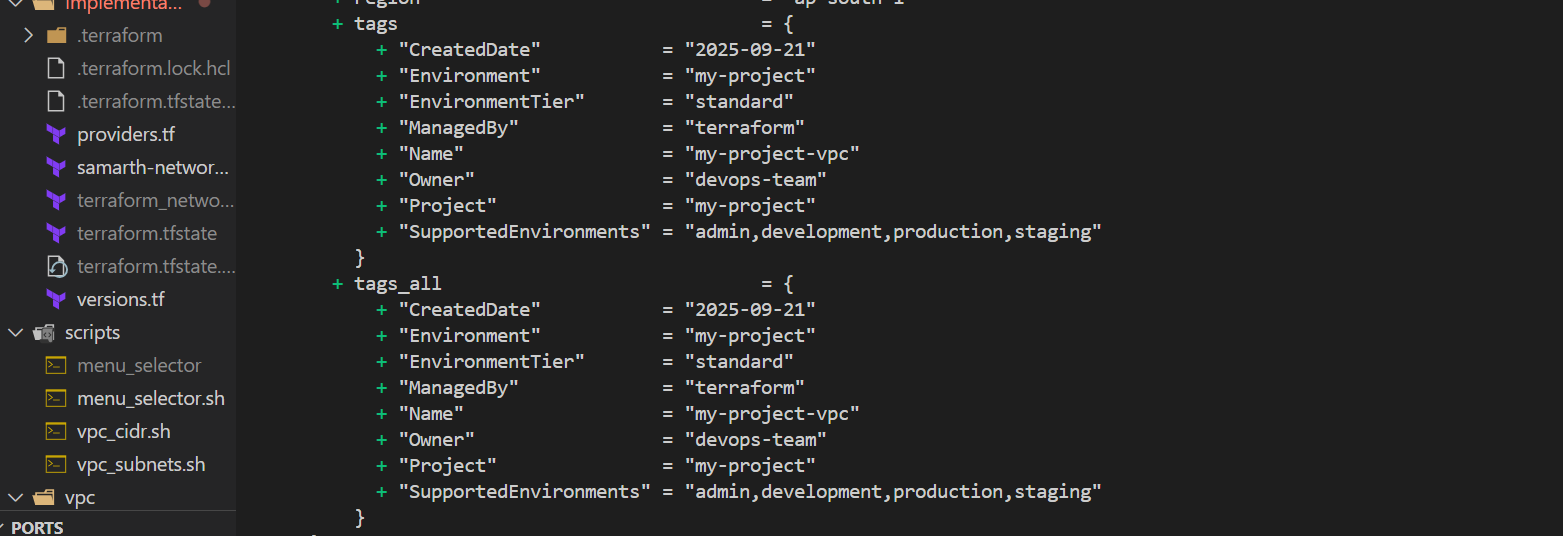 implementa...
.terraform
.terraform.lock.hcl
.terraform.tfstate...
providers.tf
samarth-networ...
terraform_netwo...
terraform.tfstate
terraform.tfstate....
versions.tf
scripts
menu_selector
menu_selector.sh
vpc_cidr.sh
vpc_subnets.sh
vpc
PORTS
+ region = "ap-south-1"
+ tags = {
+ "CreatedDate" = "2025-09-21"
+ "Environment" = "my-project"
+ "EnvironmentTier" = "standard"
+ "ManagedBy" = "terraform"
+ "Name" = "my-project-vpc"
+ "Owner" = "devops-team"
+ "Project" = "my-project"
+ "SupportedEnvironments" = "admin,development,production,staging"
}
+ tags_all = {
+ "CreatedDate" = "2025-09-21"
+ "Environment" = "my-project"
+ "EnvironmentTier" = "standard"
+ "ManagedBy" = "terraform"
+ "Name" = "my-project-vpc"
+ "Owner" = "devops-team"
+ "Project" = "my-project"
+ "SupportedEnvironments" = "admin,development,production,staging"
}